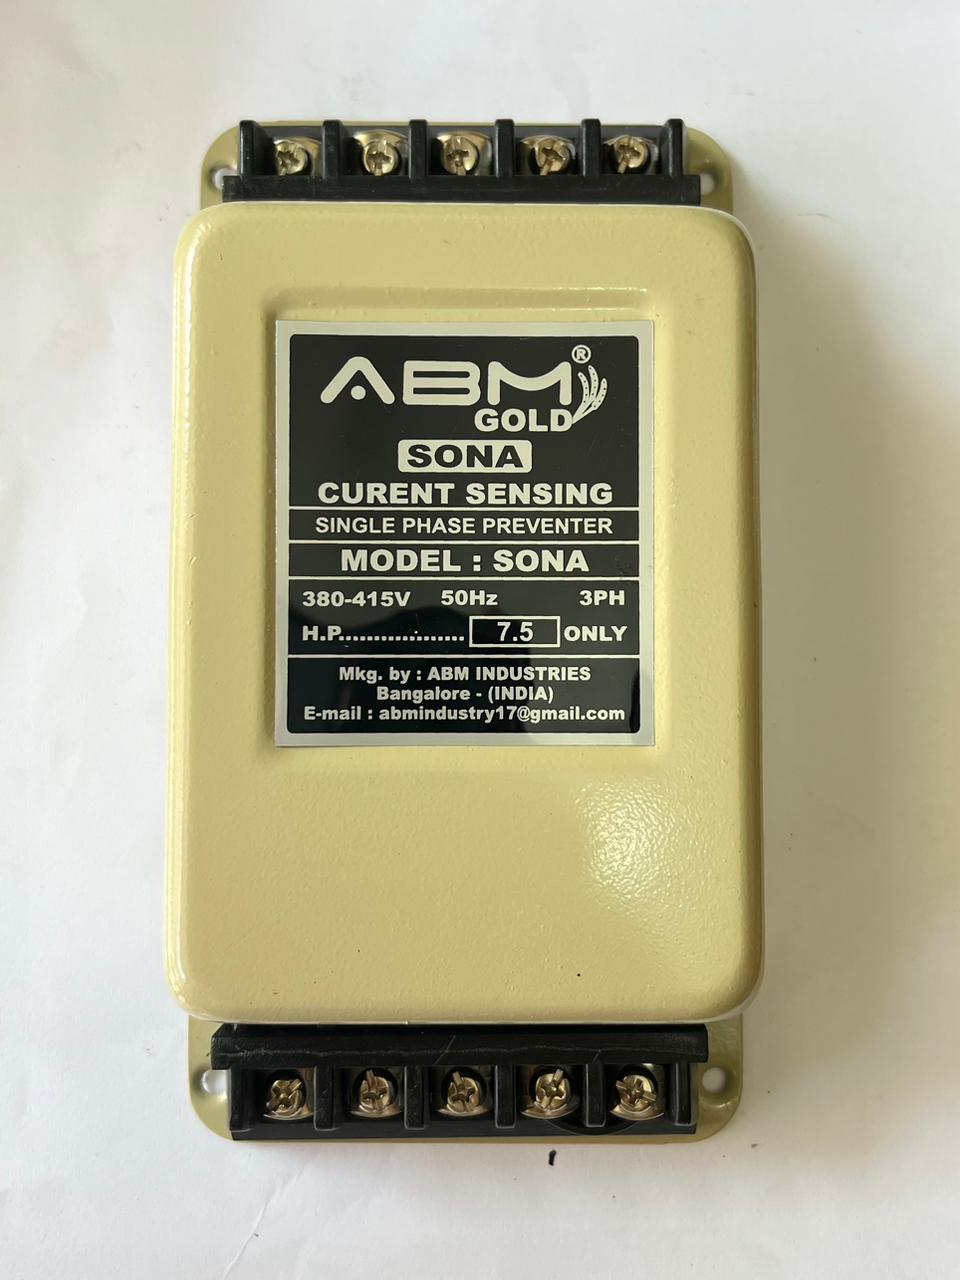 ABM®
GOLD
SONA
CURENT SENSING
SINGLE PHASE PREVENTER
MODEL : SONA
380-415V 50Hz 3PH
H.P................... 7.5 ONLY
Mkg. by : ABM INDUSTRIES
Bangalore - (INDIA)
E-mail : abmindustry17@gmail.com